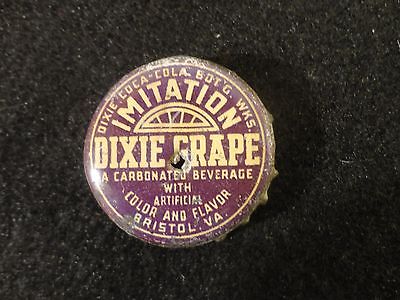 DIXIE COCA-COLA BOT'G. WKS.
IMITATION
DIXIE GRAPE
A CARBONATED BEVERAGE
WITH
ARTIFICIAL
COLOR AND FLAVOR
BRISTOL, VA.